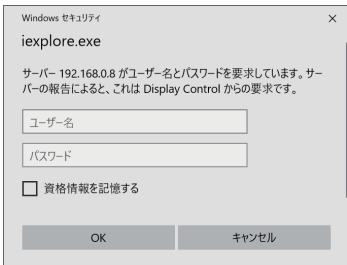 Windows セキュリティ
iexplore.exe
サーバー 192.168.0.8 がユーザー名とパスワードを要求しています。サー
バーの報告によると、これは Display Control からの要求です。
ユーザー名
パスワード
資格情報を記憶する
OK キャンセル